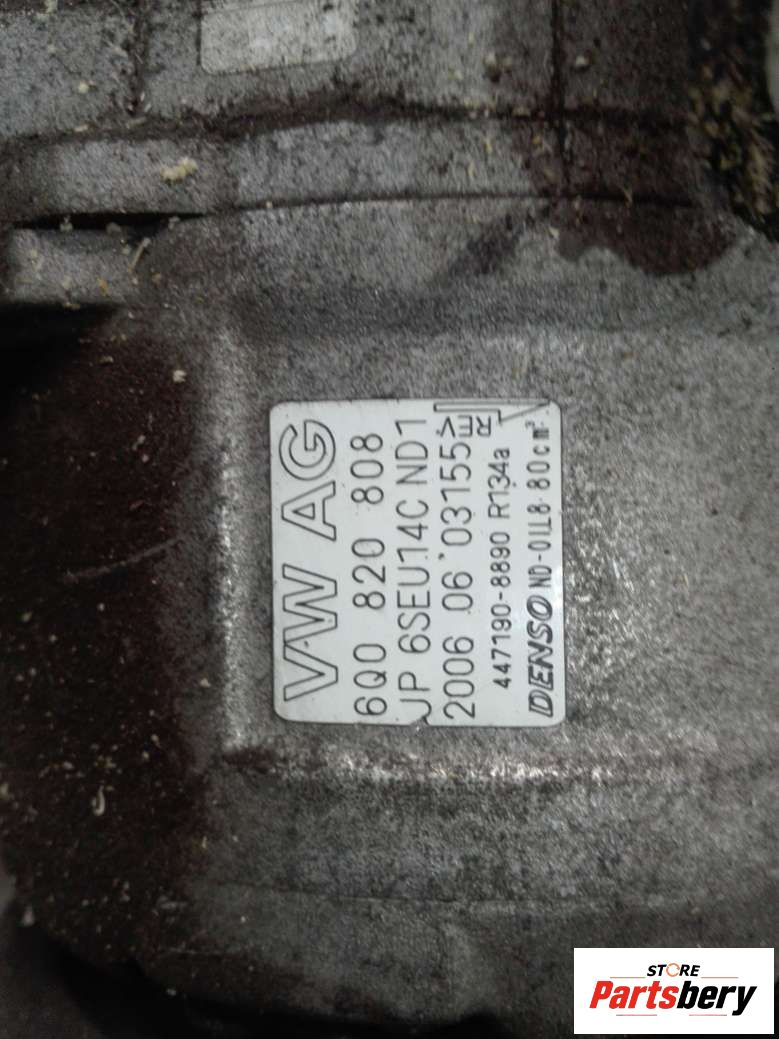 VW AG
6Q0 820 808
JP 6SEU14C ND1
2006 06 03155
447190-8890 R134a
DENSO ND-OIL8 80cm³
STORE
Partsbery